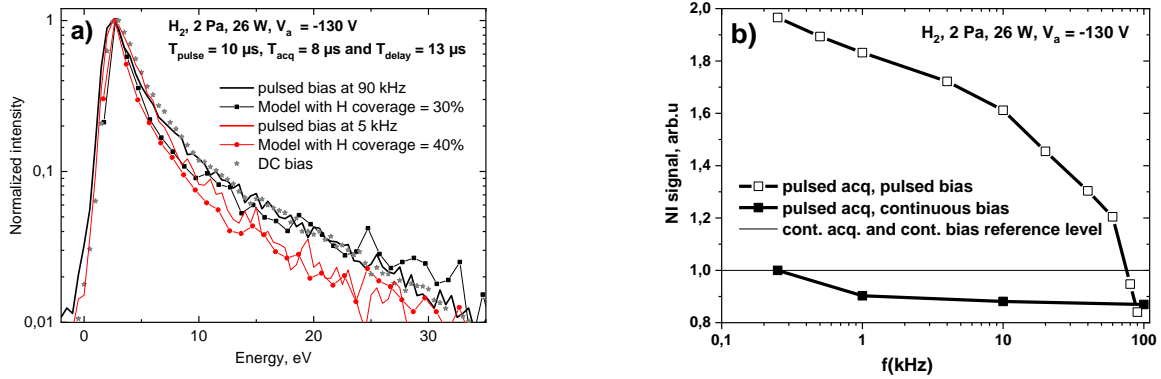 a)
H2, 2 Pa, 26 W, Va = -130 V
Tpulse = 10 µs, Tacq = 8 µs and Tdelay = 13 µs
pulsed bias at 90 kHz
Model with H coverage = 30%
pulsed bias at 5 kHz
Model with H coverage = 40%
DC bias
Normalized intensity
1
0,1
0,01
0 10 20 30
Energy, eV
b)
H2, 2 Pa, 26 W, Va = -130 V
pulsed acq, pulsed bias
pulsed acq, continuous bias
cont. acq. and cont. bias reference level
NI signal, arb.u
2,0
1,8
1,6
1,4
1,2
1,0
0,8
0,1 1 10 100
f(kHz)